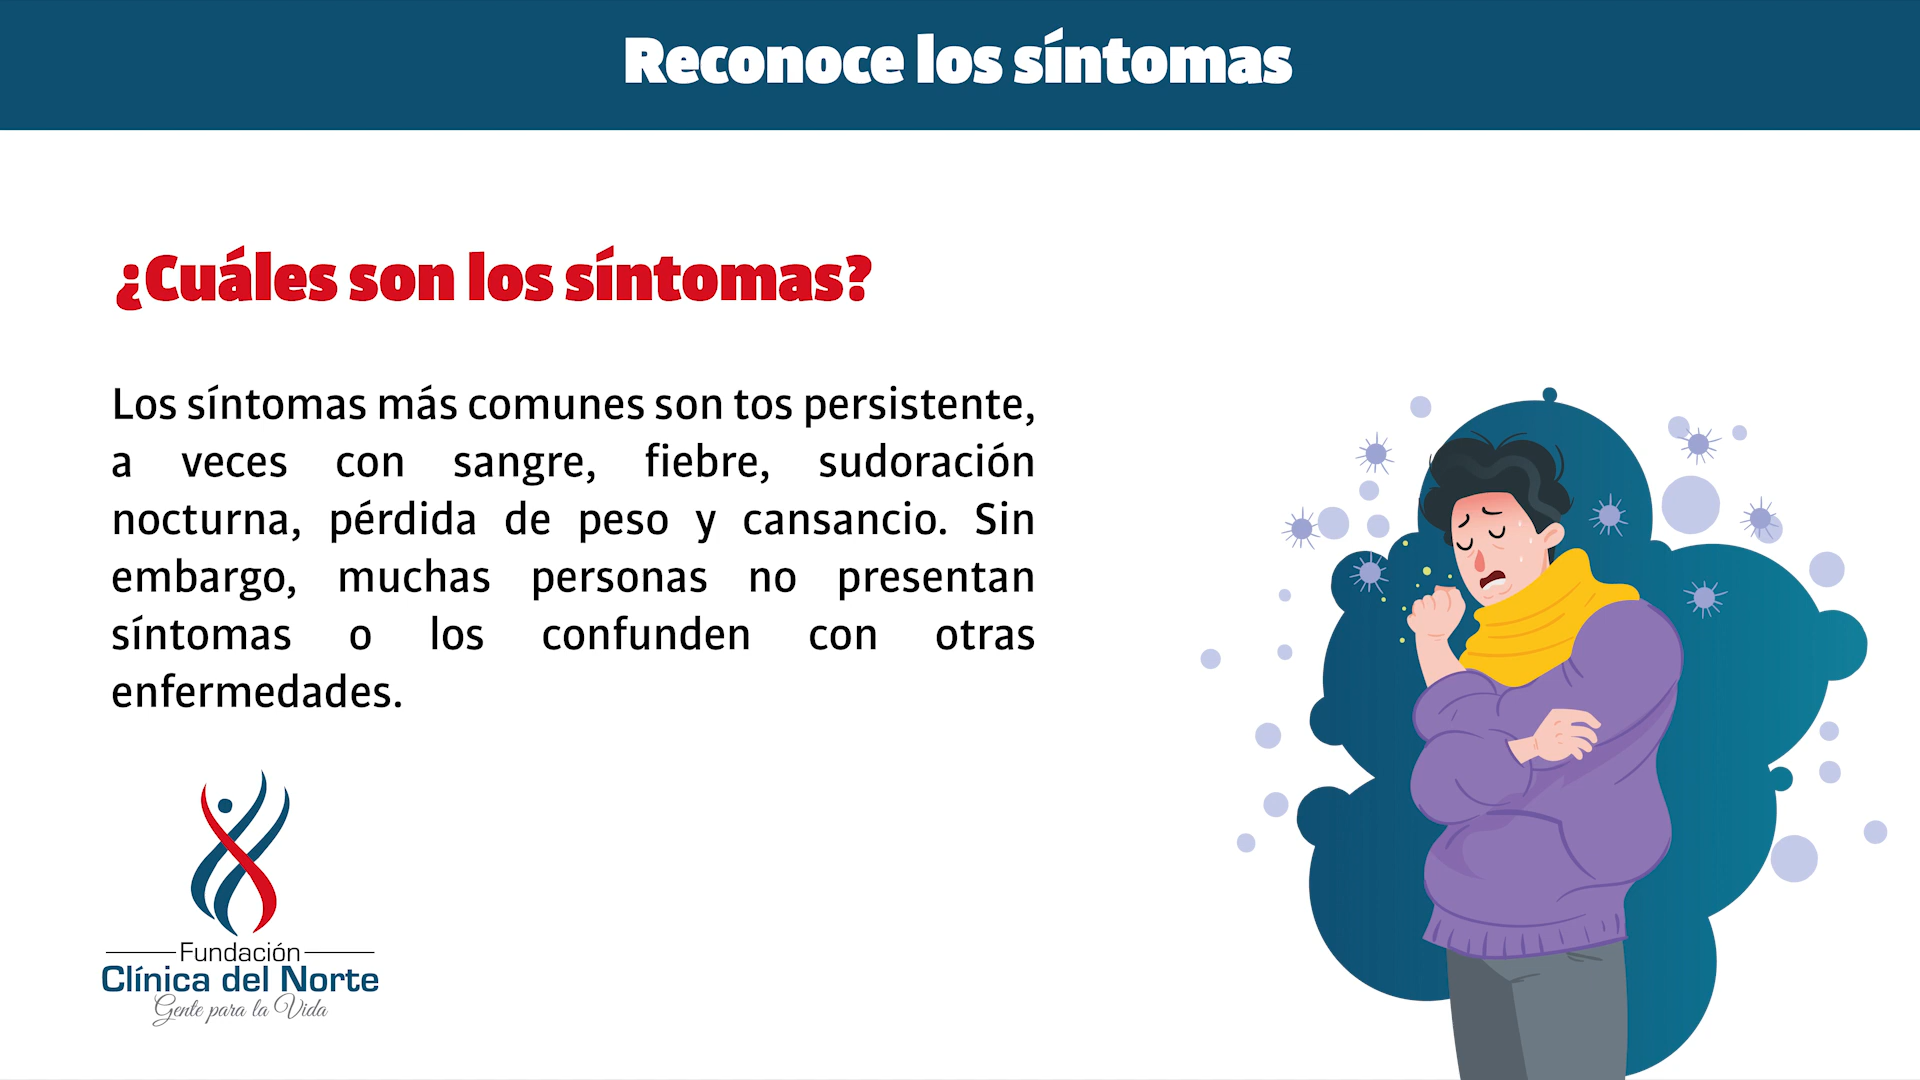 Reconoce los síntomas
¿Cuáles son los síntomas?
Los síntomas más comunes son tos persistente,
a veces con sangre, fiebre, sudoración
nocturna, pérdida de peso y cansancio. Sin
embargo, muchas personas no presentan
síntomas o los confunden con otras
enfermedades.
Fundación
Clínica del Norte
Gente para la Vida